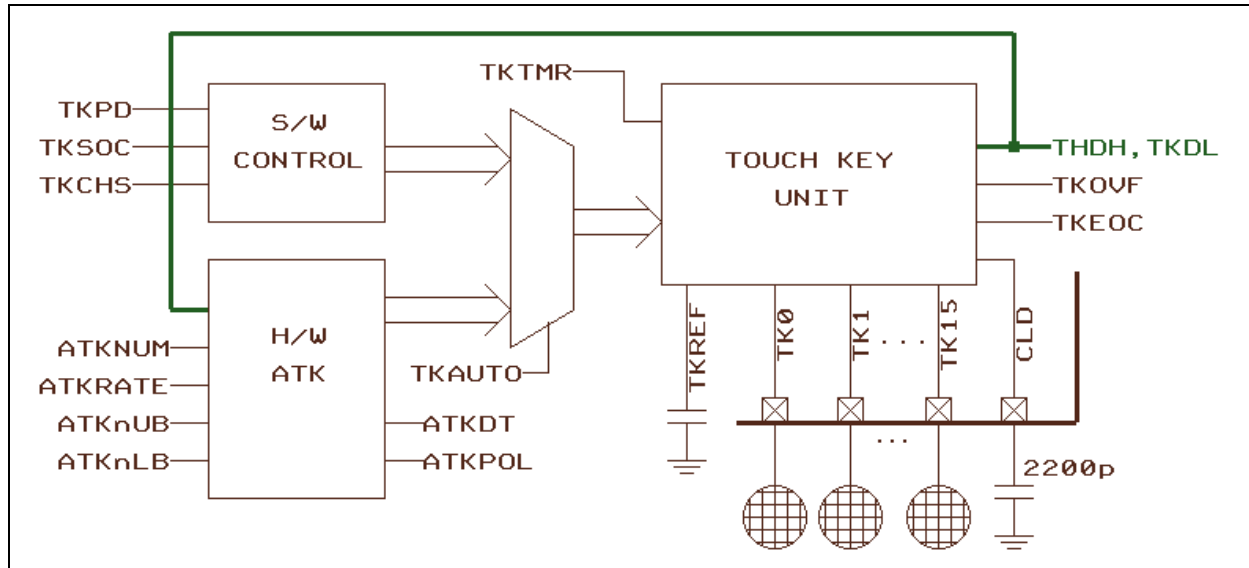 TKPD
TKSOC
TKCHS
S/W
CONTROL
TKTMR
TOUCH KEY
UNIT
THDH, TKDL
TKOVF
TKEOC
H/W
ATK
ATKNUM
ATKRATE
ATKnUB
ATKnLB
TKAUTO
ATKDT
ATKPOL
TKREF
TK0
TK1
....
TK15
CLD
...
2200p